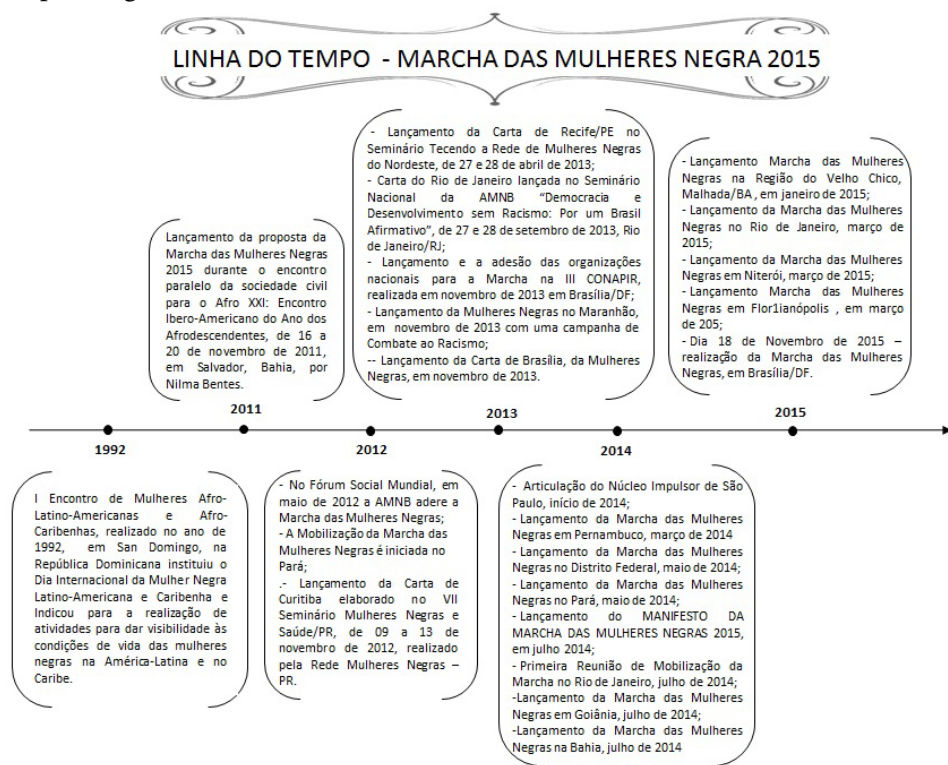 LINHA DO TEMPO - MARCHA DAS MULHERES NEGRA 2015
Lançamento da proposta da
Marcha das Mulheres Negras
2015 durante o encontro
paralelo da sociedade civil
para o Afro XXI: Encontro
Ibero-Americano do Ano dos
Afrodescendentes, de 16 a
20 de novembro de 2011,
em Salvador, Bahia, por
Nilma Bentes.
- Lançamento da Carta de Recife/PE no
Seminário Tecendo a Rede de Mulheres Negras
do Nordeste, de 27 e 28 de abril de 2013;
- Carta do Rio de Janeiro lançada no Seminário
Nacional da AMNB “Democracia e
Desenvolvimento sem Racismo: Por um Brasil
Afirmativo”, de 27 e 28 de setembro de 2013, Rio
de Janeiro/RJ;
- Lançamento e a adesão das organizações
nacionais para a Marcha na III CONAPIR,
realizada em novembro de 2013 em Brasília/DF;
- Lançamento da Mulheres Negras no Maranhão,
em novembro de 2013 com uma campanha de
Combate ao Racismo;
-- Lançamento da Carta de Brasília, da Mulheres
Negras, em novembro de 2013.
- Lançamento Marcha das Mulheres
Negras na Região do Velho Chico,
Malhada/BA , em janeiro de 2015;
- Lançamento da Marcha das Mulheres
Negras no Rio de Janeiro, março de
2015;
- Lançamento da Marcha das Mulheres
Negras em Niterói, março de 2015;
- Lançamento Marcha das Mulheres
Negras em Flor1ianópolis , em março
de 205;
- Dia 18 de Novembro de 2015 –
realização da Marcha das Mulheres
Negras, em Brasília/DF.
2011
2013
2015
1992
2012
2014
I Encontro de Mulheres Afro-
Latino-Americanas e Afro-
Caribenhas, realizado no ano de
1992, em San Domingo, na
República Dominicana instituiu o
Dia Internacional da Mulher Negra
Latino-Americana e Caribenha e
Indicou para a realização de
atividades para dar visibilidade às
condições de vida das mulheres
negras na América-Latina e no
Caribe.
- No Fórum Social Mundial, em
maio de 2012 a AMNB adere a
Marcha das Mulheres Negras;
- A Mobilização da Marcha das
Mulheres Negras é iniciada no
Pará;
.- Lançamento da Carta de
Curitiba elaborado no VII
Seminário Mulheres Negras e
Saúde/PR, de 09 a 13 de
novembro de 2012, realizado
pela Rede Mulheres Negras –
PR.
- Articulação do Núcleo Impulsor de São
Paulo, início de 2014;
- Lançamento da Marcha das Mulheres
Negras em Pernambuco, março de 2014
- Lançamento da Marcha das Mulheres
Negras no Distrito Federal, maio de 2014;
- Lançamento da Marcha das Mulheres
Negras no Pará, maio de 2014;
- Lançamento do MANIFESTO DA
MARCHA DAS MULHERES NEGRAS 2015,
em julho 2014;
- Primeira Reunião de Mobilização da
Marcha no Rio de Janeiro, julho de 2014;
-Lançamento da Marcha das Mulheres
Negras em Goiânia, julho de 2014;
-Lançamento da Marcha das Mulheres
Negras na Bahia, julho de 2014